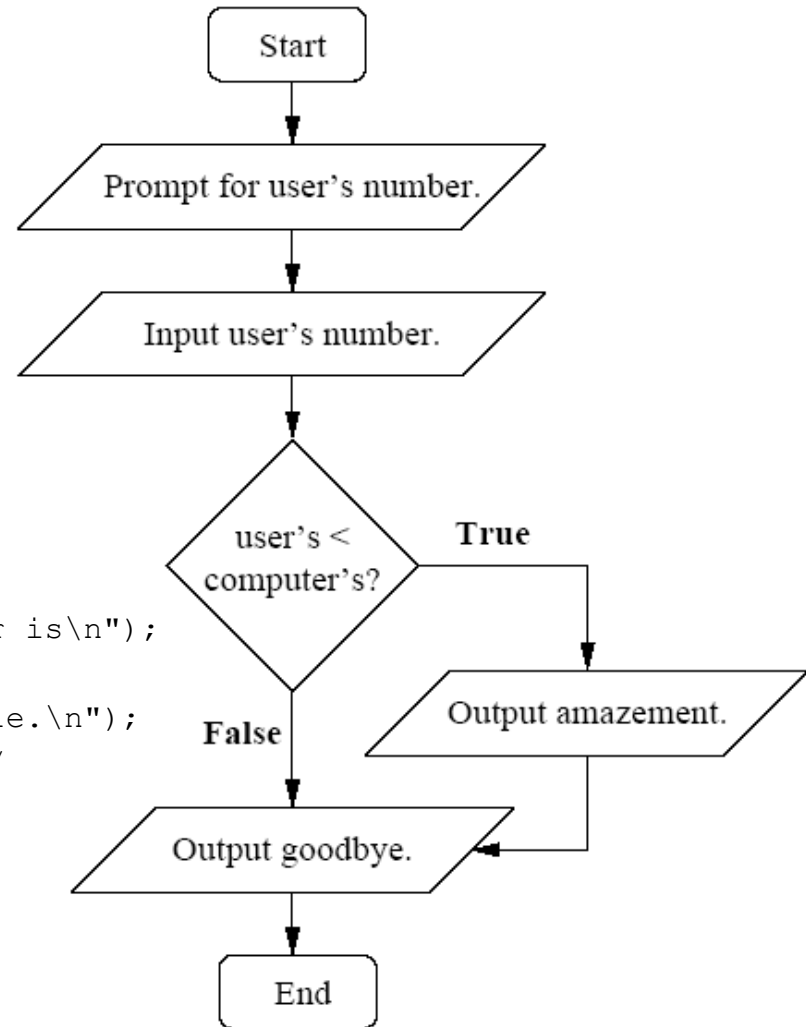 Start
Prompt for user’s number.
Input user’s number.
user’s <
computer’s?
True
is\n");
Output amazement.
.\n");
False
Output goodbye.
End